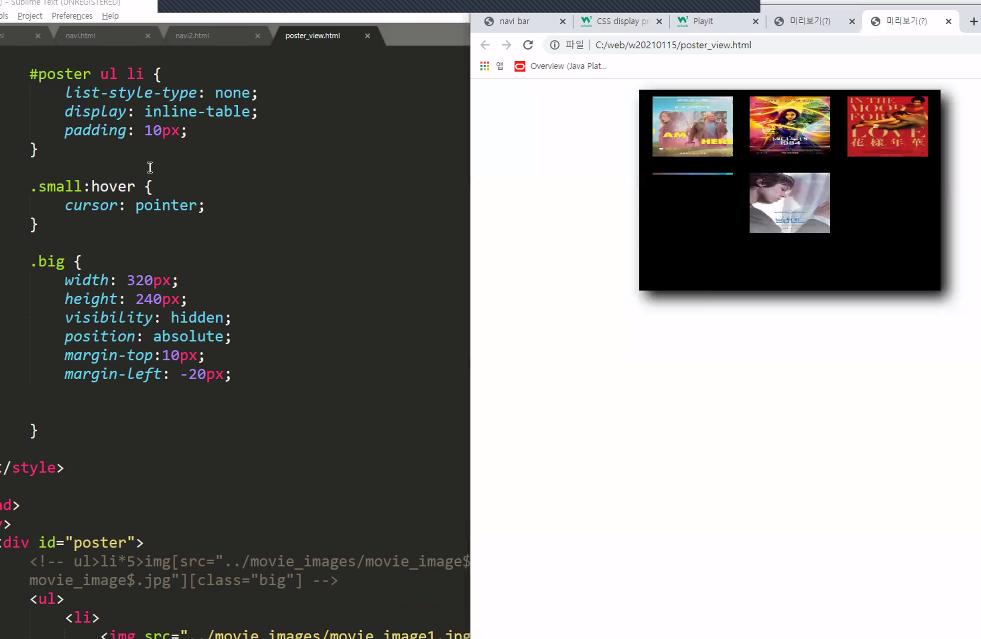 - Sublime Text (UNREGISTERED)
ols Project Preferences Help
navi.html navi2.html poster_view.html
#poster ul li {
list-style-type: none;
display: inline-table;
padding: 10px;
}
.small:hover {
cursor: pointer;
}
.big {
width: 320px;
height: 240px;
visibility: hidden;
position: absolute;
margin-top:10px;
margin-left: -20px;
}
</style>
ad>
y>
<div id="poster">
<!-- ul>li*5>img[src="../movie_images/movie_image$
movie_image$.jpg"][class="big"] -->
<ul>
<li>
<img src="../movie_images/movie_image1.jpg
navi bar CSS display pr Playit 미리보기(?) 미리보기(?)
파일 C:/web/w20210115/poster_view.html
앱 Overview (Java Plat...
AM HERE
1984
IN THE
MOOD
FOR
LOVE
花樣年華